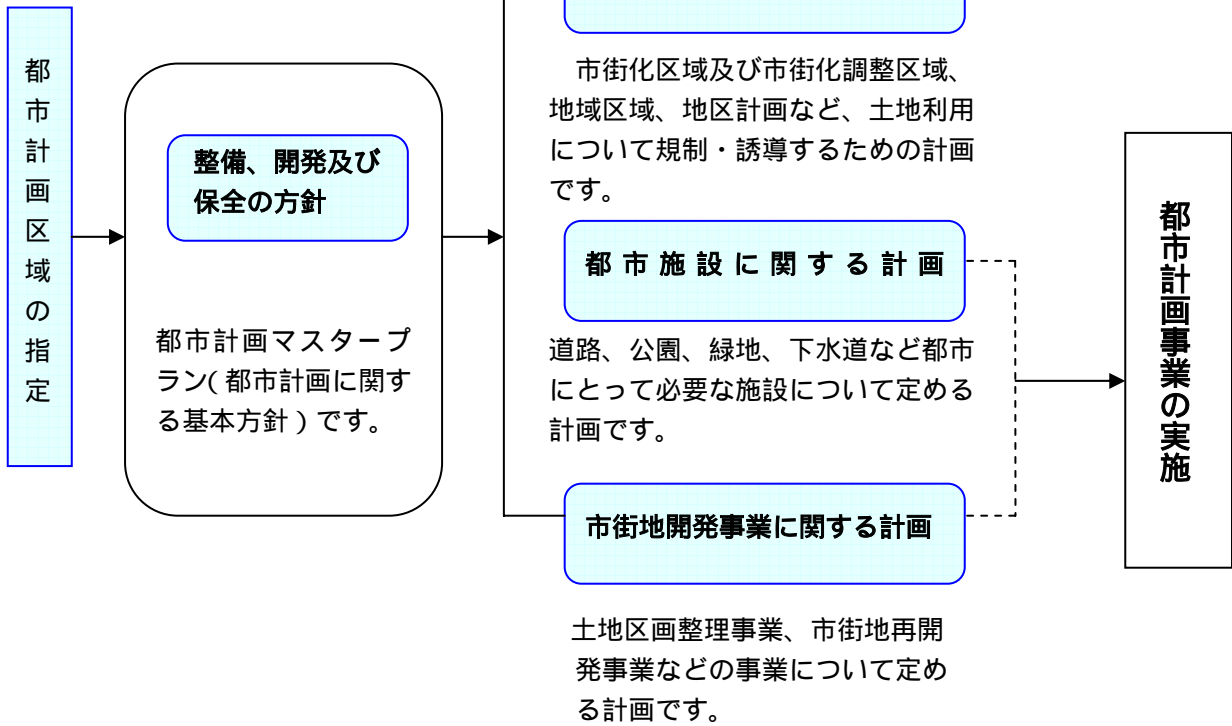 都市計画区域の指定
整備、開発及び
保全の方針
都市計画マスタープ
ラン(都市計画に関す
る基本方針)です。
市街化区域及び市街化調整区域、
地域区域、地区計画など、土地利用
について規制・誘導するための計画
です。
都市施設に関する計画
道路、公園、緑地、下水道など都市
にとって必要な施設について定める
計画です。
市街地開発事業に関する計画
土地区画整理事業、市街地再開
発事業などの事業について定め
る計画です。
都市計画事業の実施